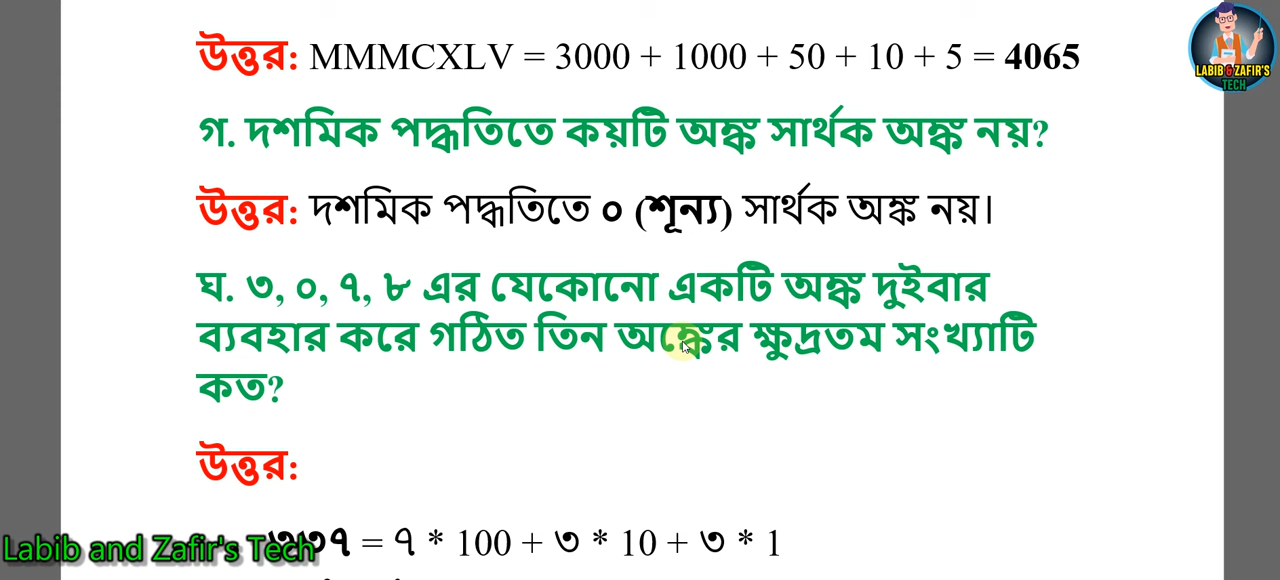 উত্তর: MMMCXLV = 3000 + 1000 + 50 + 10 + 5 = 4065
LABIB & ZAFIR'S
TECH
গ. দশমিক পদ্ধতিতে কয়টি অঙ্ক সার্থক অঙ্ক নয়?
উত্তর: দশমিক পদ্ধতিতে ০ (শূন্য) সার্থক অঙ্ক নয়।
ঘ. ৩, ০, ৭, ৮ এর যেকোনো একটি অঙ্ক দুইবার
ব্যবহার করে গঠিত তিন অঙ্কের ক্ষুদ্রতম সংখ্যাটি
কত?
উত্তর:
৩৩৭ = ৭ * 100 + ৩ * 10 + ৩ * 1
Labib and Zafir's Tech